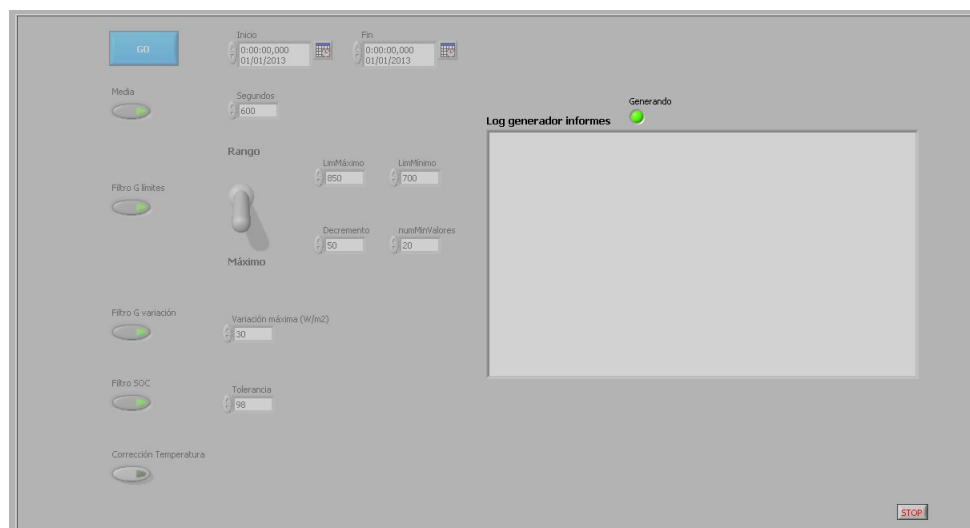 GO
Inicio
0:00:00,000
01/01/2013
Fin
0:00:00,000
01/01/2013
Media
Segundos
600
Generando
Log generador informes
Rango
LimMáximo
850
LimMínimo
700
Filtro G límites
Decremento
50
numMinValores
20
Máximo
Filtro G variación
Variación máxima (W/m2)
30
Filtro SOC
Tolerancia
98
Corrección Temperatura
STOP